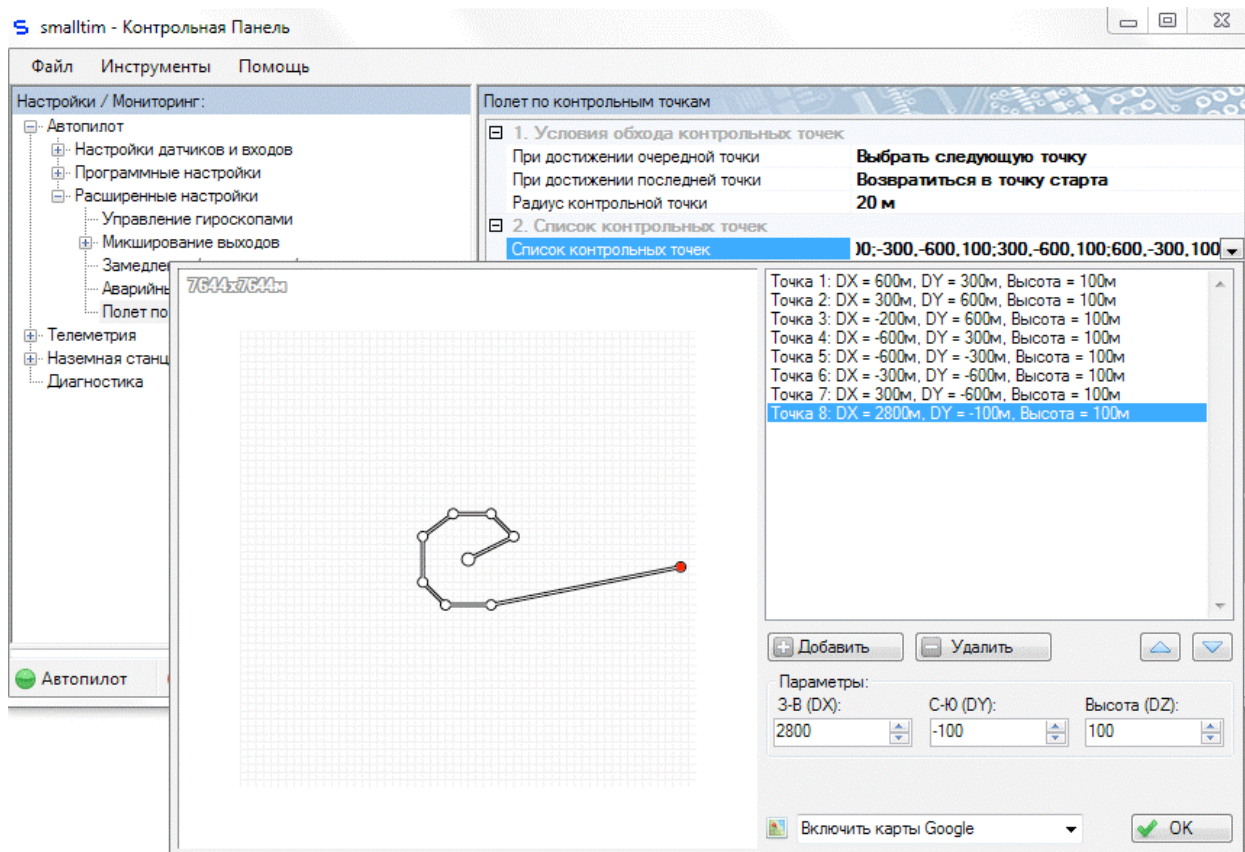 smalltim - Контрольная Панель
Файл Инструменты Помощь
Настройки / Мониторинг:
Автопилот
Настройки датчиков и входов
Программные настройки
Расширенные настройки
Управление гироскопами
Микширование выходов
Замедле
Аварийнь
Полет по
Телеметрия
Наземная станц
Диагностика
Автопилот
Полет по контрольным точкам
1. Условия обхода контрольных точек
При достижении очередной точки Выбрать следующую точку
При достижении последней точки Возвратиться в точку старта
Радиус контрольной точки 20 м
2. Список контрольных точек
Список контрольных точек 00;-300,-600,100;300,-600,100;600,-300,100
7644x7644м
Точка 1: DX = 600м, DY = 300м, Высота = 100м
Точка 2: DX = 300м, DY = 600м, Высота = 100м
Точка 3: DX = -200м, DY = 600м, Высота = 100м
Точка 4: DX = -600м, DY = 300м, Высота = 100м
Точка 5: DX = -600м, DY = -300м, Высота = 100м
Точка 6: DX = -300м, DY = -600м, Высота = 100м
Точка 7: DX = 300м, DY = -600м, Высота = 100м
Точка 8: DX = 2800м, DY = -100м, Высота = 100м
Добавить Удалить
Параметры:
З-В (DX): С-Ю (DY): Высота (DZ):
2800 -100 100
Включить карты Google OK